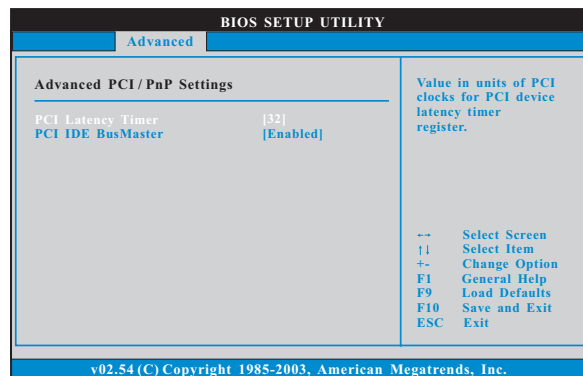 BIOS SETUP UTILITY
Advanced
Advanced PCI / PnP Settings
PCI Latency Timer [32]
PCI IDE BusMaster [Enabled]
Value in units of PCI
clocks for PCI device
latency timer
register.
←→ Select Screen
↑↓ Select Item
+- Change Option
F1 General Help
F9 Load Defaults
F10 Save and Exit
ESC Exit
v02.54 (C) Copyright 1985-2003, American Megatrends, Inc.